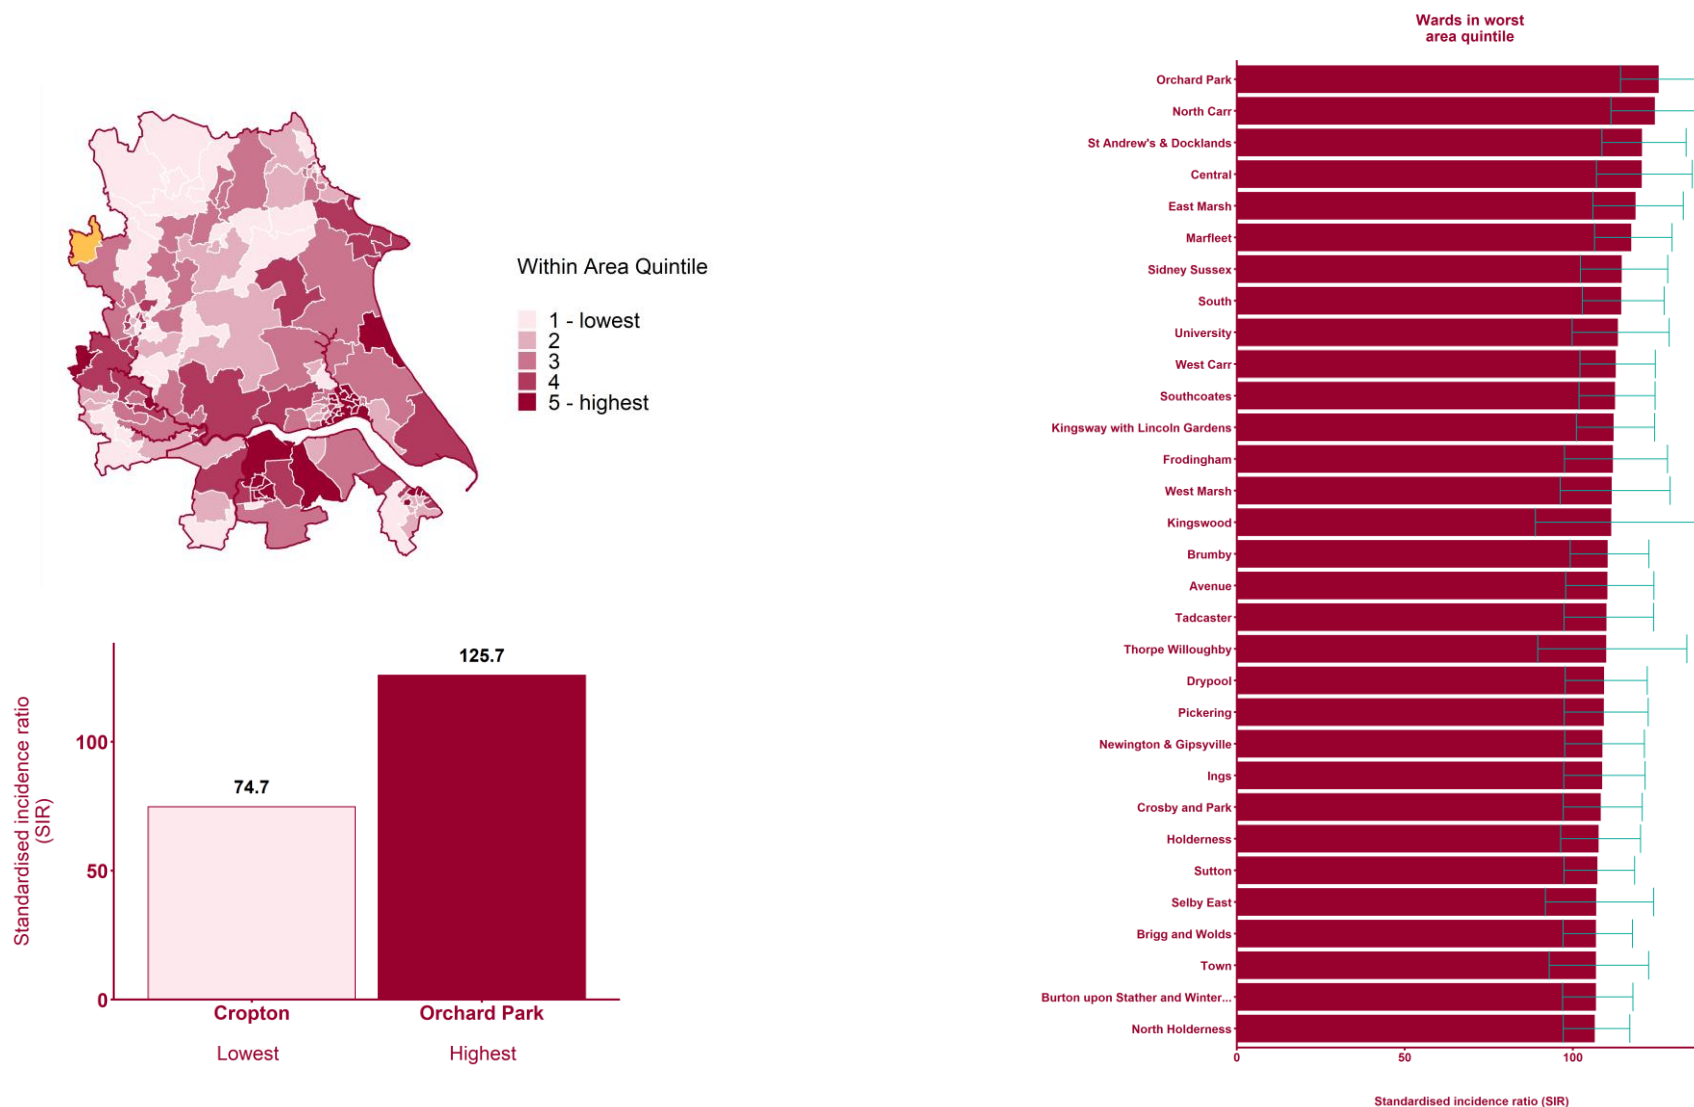 Within Area Quintile
1 - lowest
2
3
4
5 - highest
Standardised incidence ratio
(SIR)
100
50
0
74.7
125.7
Cropton
Orchard Park
Lowest
Highest
Wards in worst
area quintile
Orchard Park
North Carr
St Andrew's & Docklands
Central
East Marsh
Marfleet
Sidney Sussex
South
University
West Carr
Southcoates
Kingsway with Lincoln Gardens
Frodingham
West Marsh
Kingswood
Brumby
Avenue
Tadcaster
Thorpe Willoughby
Drypool
Pickering
Newington & Gipsyville
Ings
Crosby and Park
Holderness
Sutton
Selby East
Brigg and Wolds
Town
Burton upon Stather and Winter...
North Holderness
0
50
100
Standardised incidence ratio (SIR)